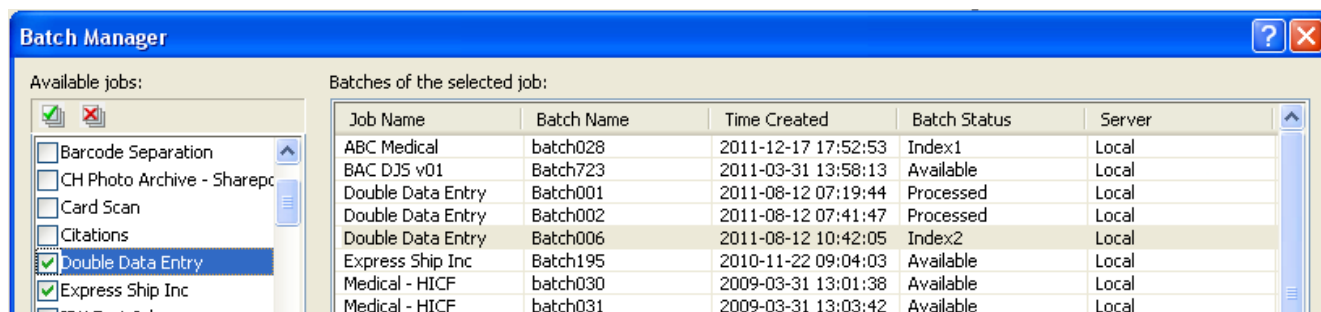 Batch Manager
Available jobs:
Batches of the selected job:
Barcode Separation
CH Photo Archive - Sharepo
Card Scan
Citations
Double Data Entry
Express Ship Inc
Job Name Batch Name Time Created Batch Status Server
ABC Medical batch028 2011-12-17 17:52:53 Index1 Local
BAC DJS v01 Batch723 2011-03-31 13:58:13 Available Local
Double Data Entry Batch001 2011-08-12 07:19:44 Processed Local
Double Data Entry Batch002 2011-08-12 07:41:47 Processed Local
Double Data Entry Batch006 2011-08-12 10:42:05 Index2 Local
Express Ship Inc Batch195 2010-11-22 09:04:03 Available Local
Medical - HICF batch030 2009-03-31 13:01:38 Available Local
Medical - HICF batch031 2009-03-31 13:03:42 Available Local